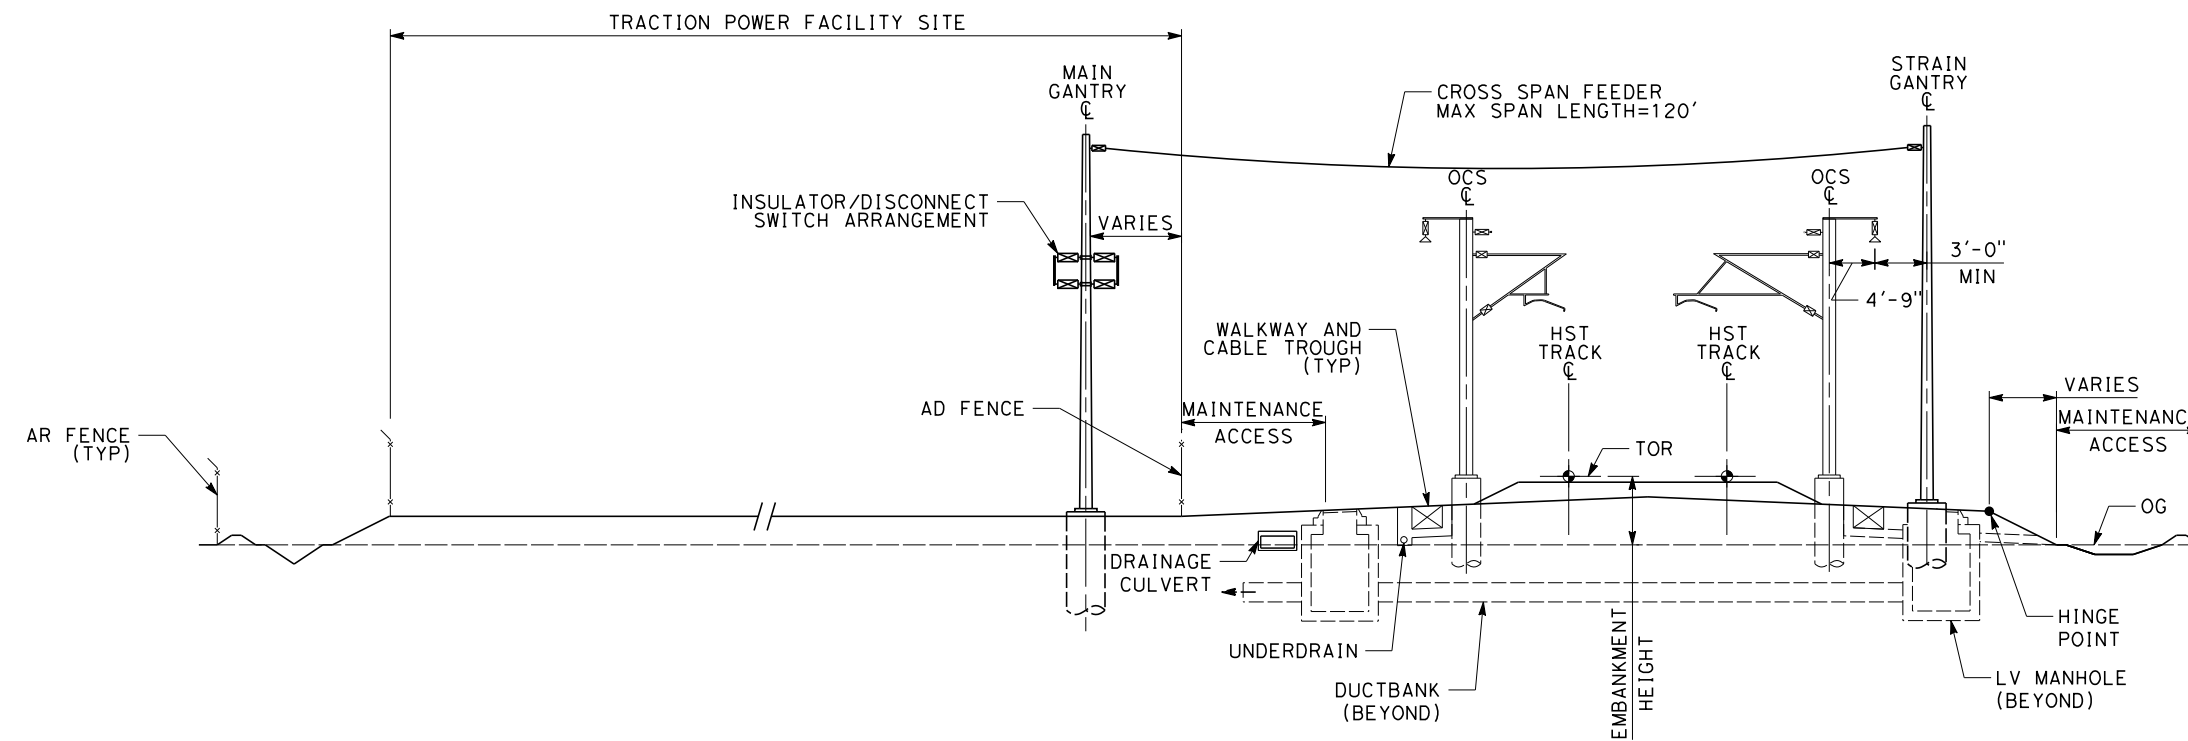 TRACTION POWER FACILITY SITE
MAIN
GANTRY
℄
STRAIN
GANTRY
℄
CROSS SPAN FEEDER
MAX SPAN LENGTH=120'
OCS
℄
OCS
℄
INSULATOR/DISCONNECT
SWITCH ARRANGEMENT
VARIES
3'-0"
MIN
4'-9"
WALKWAY AND
CABLE TROUGH
(TYP)
HST
TRACK
℄
HST
TRACK
℄
VARIES
AD FENCE
MAINTENANCE
ACCESS
MAINTENANC
ACCESS
AR FENCE
(TYP)
TOR
OG
DRAINAGE
CULVERT
UNDERDRAIN
DUCTBANK
(BEYOND)
EMBANKMENT
HEIGHT
HINGE
POINT
LV MANHOLE
(BEYOND)